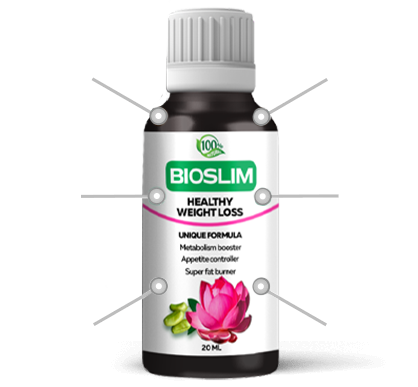 100%
BIOSLIM
HEALTHY
WEIGHT LOSS
UNIQUE FORMULA
Metabolism booster
Appetite controller
Super fat burner
20 ML